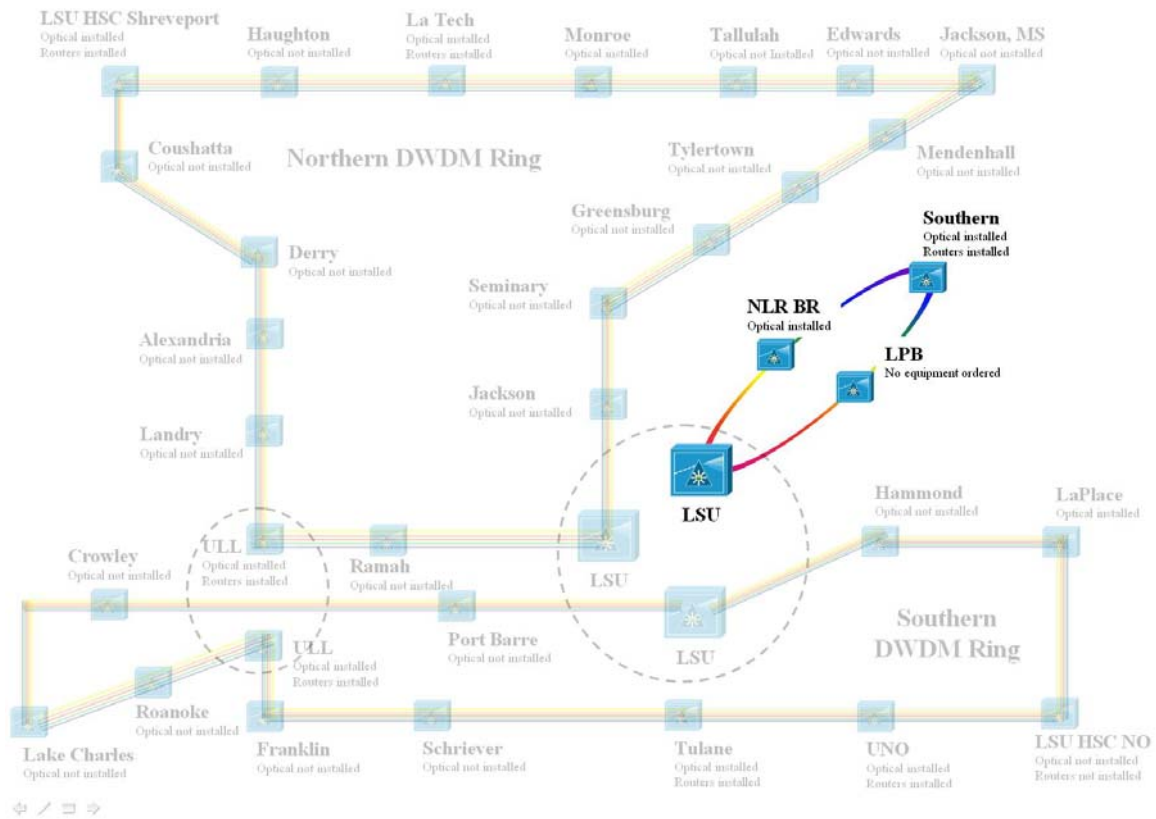 LSU HSC Shreveport
Optical installed
Routers installed
Haughton
Optical not installed
La Tech
Optical installed
Routers installed
Monroe
Optical not installed
Tallulah
Optical not Installed
Edwards
Optical not installed
Jackson, MS
Optical not installed
Coushatta
Optical not installed
Northern DWDM Ring
Tylertown
Optical not installed
Mendenhall
Optical not installed
Greensburg
Optical not installed
Southern
Optical installed
Routers installed
Derry
Optical not installed
Seminary
Optical not installed
NLR BR
Optical installed
Alexandria
Optical not installed
LPB
No equipment ordered
Jackson
Optical not installed
Landry
Optical not installed
LSU
Hammond
Optical not installed
LaPlace
Optical installed
ULL
Optical installed
Routers installed
Crowley
Optical not installed
Ramah
Optical not installed
LSU
Port Barre
Optical not installed
LSU
Southern
DWDM Ring
ULL
Optical installed
Routers installed
Roanoke
Optical not installed
Lake Charles
Optical not installed
Franklin
Optical not installed
Schriever
Optical not installed
Tulane
Optical installed
Routers installed
UNO
Optical installed
Routers installed
LSU HSC NO
Optical installed
Routers not installed